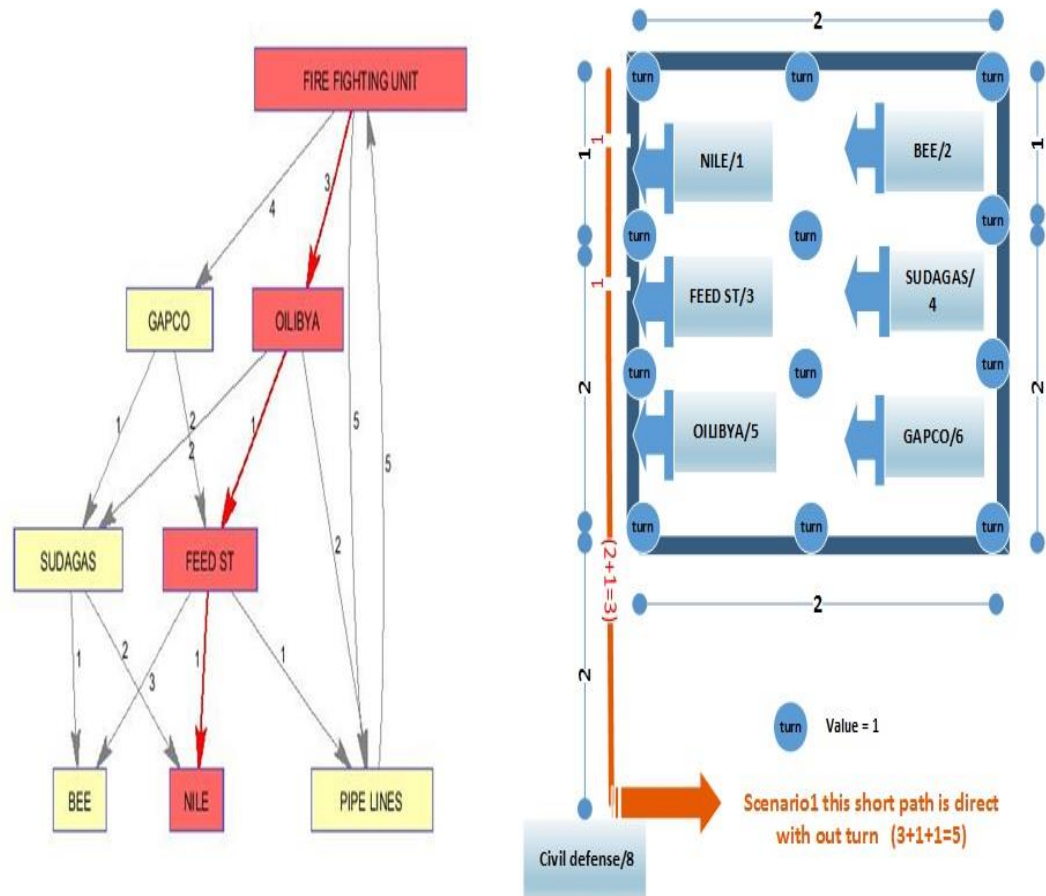 FIRE FIGHTING UNIT
3
4
GAPCO
OILIBYA
5
5
1
2
2
1
2
SUDAGAS
FEED ST
1
2
3
1
1
BEE
NILE
PIPE LINES
2
turn
turn
turn
1
1
NILE/1
BEE/2
1
turn
turn
turn
1
FEED ST/3
SUDAGAS/
4
2
turn
turn
turn
2
OILIBYA/5
GAPCO/6
turn
turn
turn
(2+1=3)
2
2
turn
Value = 1
Scenario1 this short path is direct
with out turn (3+1+1=5)
Civil defense/8